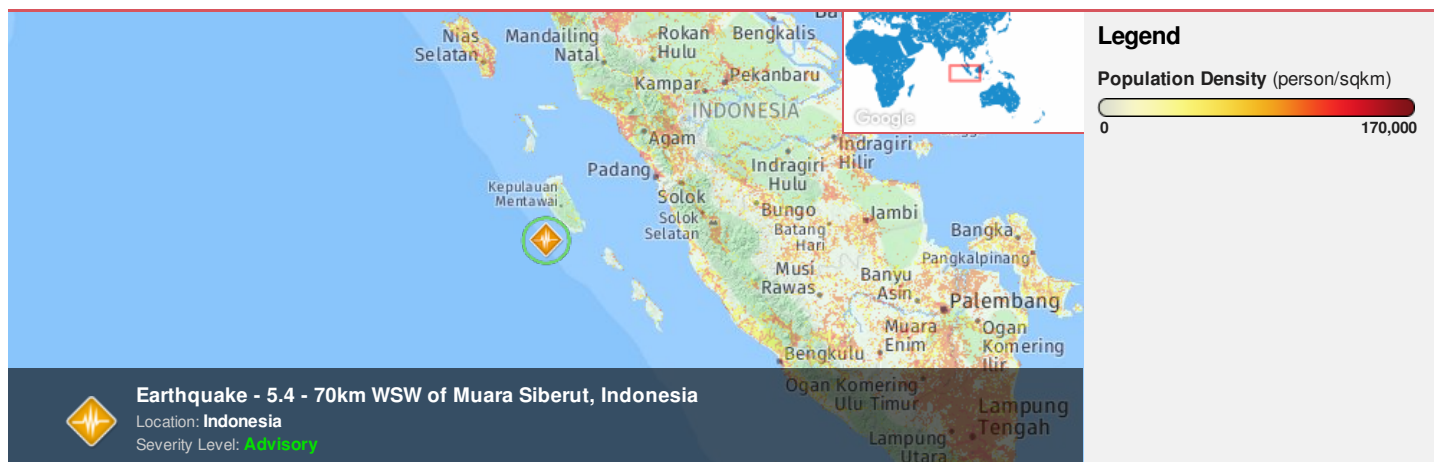 Nias
Selatan
Mandailing
Natal
Rokan
Hulu
Bengkalis
Kampar
Pekanbaru
INDONESIA
Agam
Padang
Indragiri
Hulu
Indragiri
Hilir
Kepulauan
Mentawai
Solok
Solok
Selatan
Bungo
Batang
Hari
Jambi
Bangka
Pangkalpinang
Musi
Rawas
Banyu
Asin
Palembang
Muara
Enim
Ogan
Komering
Ilir
Bengkulu
Ogan Komering
Ulu Timur
Lampung
Tengah
Lampung
Utara
Google
Earthquake - 5.4 - 70km WSW of Muara Siberut, Indonesia
Location: Indonesia
Severity Level: Advisory
Legend
Population Density (person/sqkm)
0 170,000